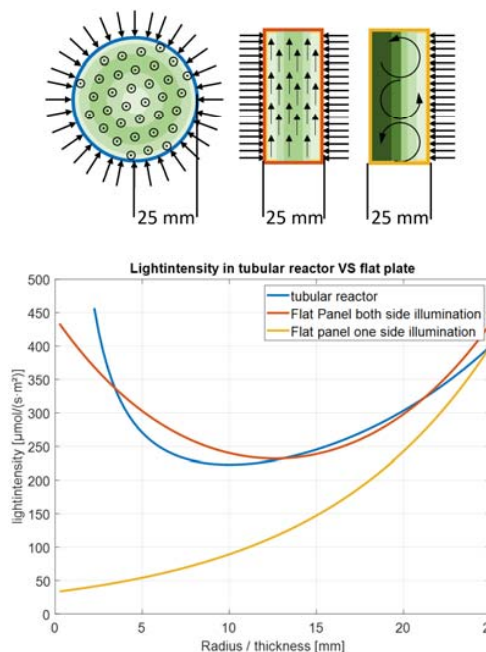 25 mm 25 mm 25 mm
Lightintensity in tubular reactor VS flat plate
500
450
400
350
300
250
200
150
100
50
0
tubular reactor
Flat Panel both side illumination
Flat panel one side illumination
lightintensity [µmol/(s·m²)]
0 5 10 15 20 25
Radius / thickness [mm]